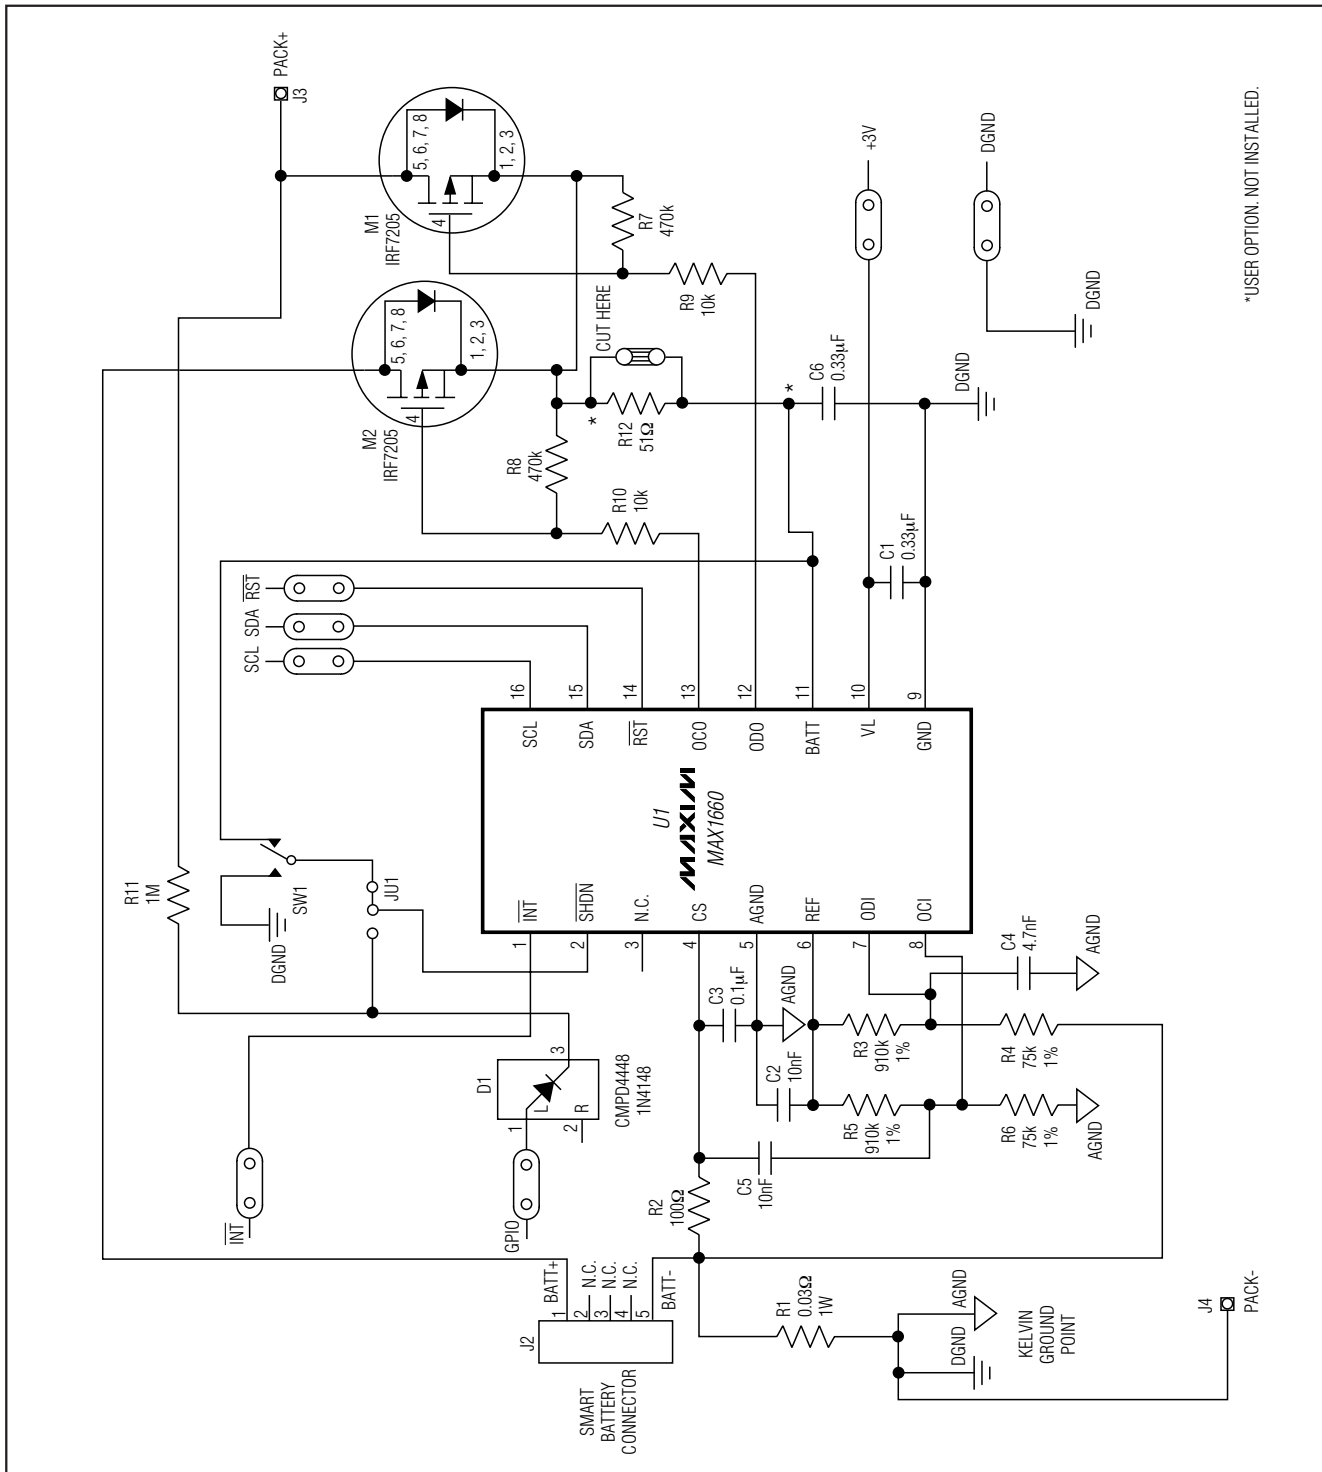 SMART
BATTERY
CONNECTOR
J2
1
2
3
4
5
BATT+
N.C.
N.C.
N.C.
BATT-
INT
GPIO
D1
1
2
3
L
R
CMPD4448
1N4148
R11
1M
DGND
SW1
JU1
SCL
SDA
RST
PACK+
J3
M1
IRF7205
4
5, 6, 7, 8
1, 2, 3
M2
IRF7205
4
5, 6, 7, 8
1, 2, 3
R7
470k
R9
10k
R8
470k
R10
10k
CUT HERE
*
R12
51Ω
*
C6
0.33µF
DGND
C1
0.33µF
+3V
DGND
DGND
U1
MAXIM
MAX1660
1
INT
2
SHDN
3
N.C.
4
CS
5
AGND
6
REF
7
ODI
8
OCI
16
SCL
15
SDA
14
RST
13
OCO
12
ODO
11
BATT
10
VL
9
GND
C3
0.1µF
AGND
C2
10nF
R3
910k
1%
R5
910k
1%
C4
4.7nF
AGND
R4
75k
1%
R6
75k
1%
AGND
C5
10nF
R2
100Ω
R1
0.03Ω
1W
DGND
AGND
KELVIN
GROUND
POINT
J4
PACK-
*USER OPTION. NOT INSTALLED.